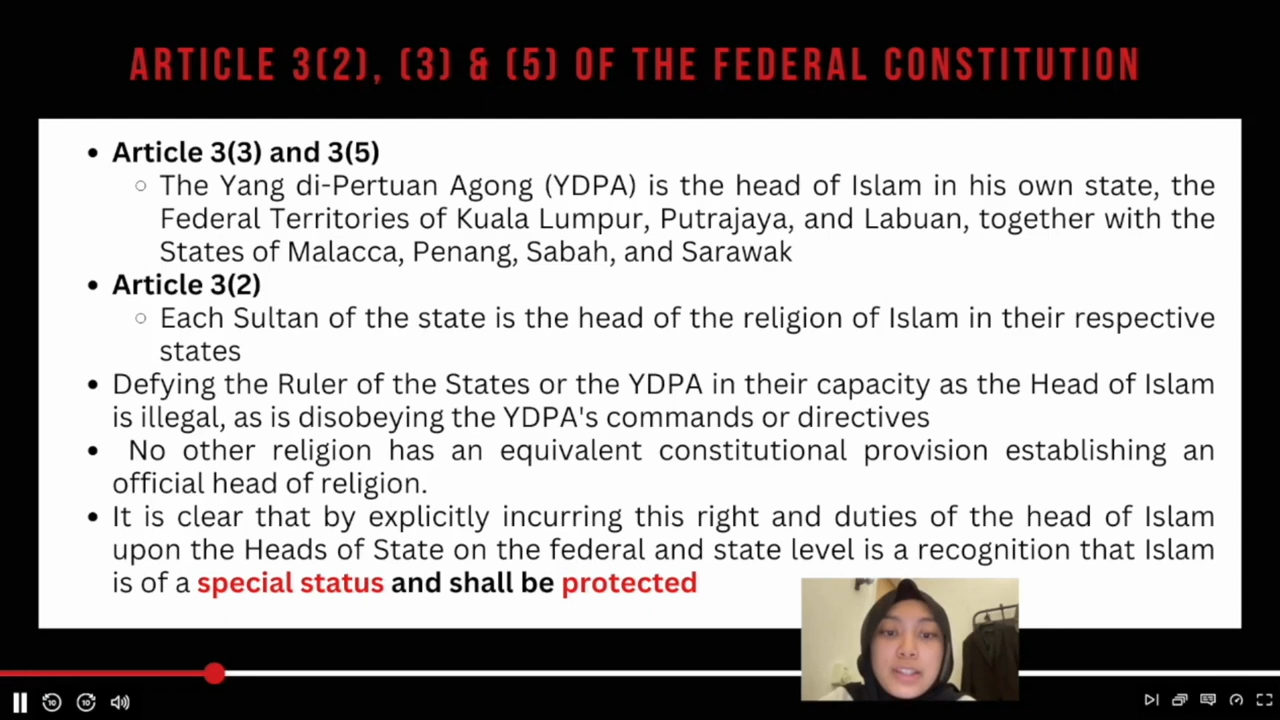 ARTICLE 3(2), (3) & (5) OF THE FEDERAL CONSTITUTION
• Article 3(3) and 3(5)
○ The Yang di-Pertuan Agong (YDPA) is the head of Islam in his own state, the
Federal Territories of Kuala Lumpur, Putrajaya, and Labuan, together with the
States of Malacca, Penang, Sabah, and Sarawak
• Article 3(2)
○ Each Sultan of the state is the head of the religion of Islam in their respective
states
• Defying the Ruler of the States or the YDPA in their capacity as the Head of Islam
is illegal, as is disobeying the YDPA's commands or directives
• No other religion has an equivalent constitutional provision establishing an
official head of religion.
• It is clear that by explicitly incurring this right and duties of the head of Islam
upon the Heads of State on the federal and state level is a recognition that Islam
is of a special status and shall be protected
10 10